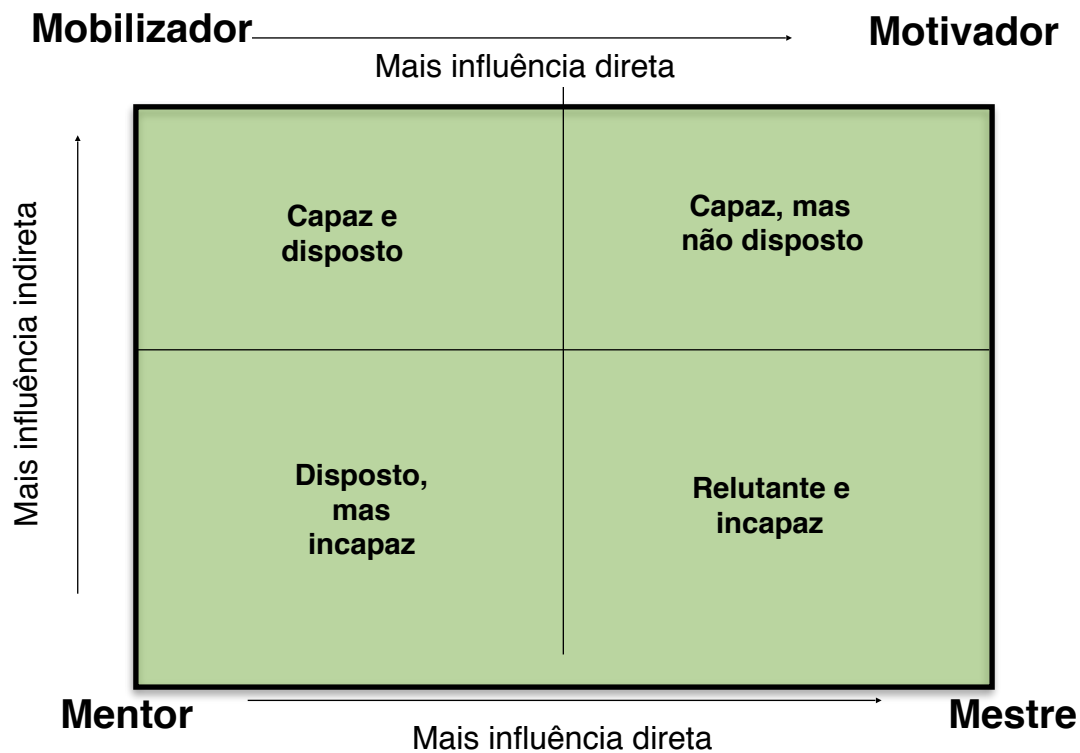 Mobilizador
Motivador
Mais influência direta
Mais influência indireta
Capaz e
disposto
Capaz, mas
não disposto
Disposto,
mas
incapaz
Relutante e
incapaz
Mentor
Mestre
Mais influência direta